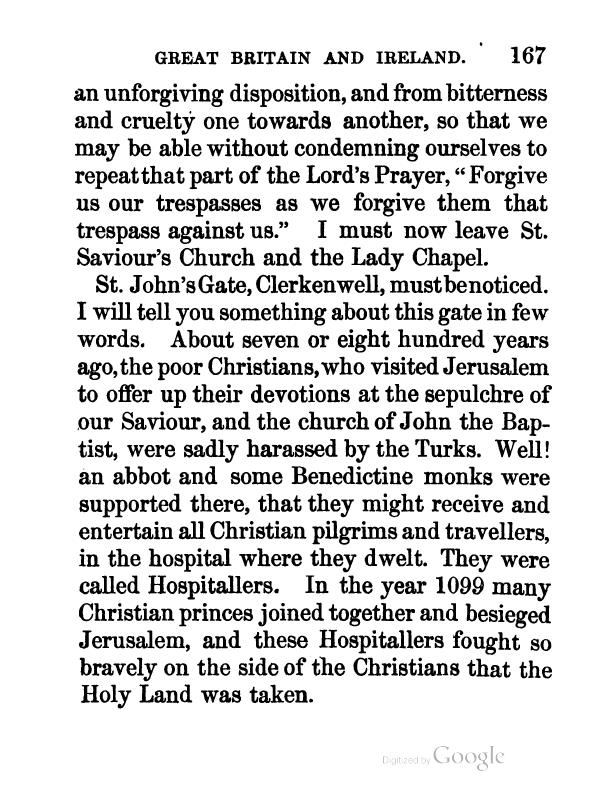 GREAT BRITAIN AND IRELAND. 167
an unforgiving disposition, and from bitterness
and cruelty one towards another, so that we
may be able without condemning ourselves to
repeat that part of the Lord's Prayer, "Forgive
us our trespasses as we forgive them that
trespass against us." I must now leave St.
Saviour's Church and the Lady Chapel.
St. John's Gate, Clerkenwell, must be noticed.
I will tell you something about this gate in few
words. About seven or eight hundred years
ago, the poor Christians, who visited Jerusalem
to offer up their devotions at the sepulchre of
our Saviour, and the church of John the Bap-
tist, were sadly harassed by the Turks. Well!
an abbot and some Benedictine monks were
supported there, that they might receive and
entertain all Christian pilgrims and travellers,
in the hospital where they dwelt. They were
called Hospitallers. In the year 1099 many
Christian princes joined together and besieged
Jerusalem, and these Hospitallers fought so
bravely on the side of the Christians that the
Holy Land was taken.
Digitized by Google